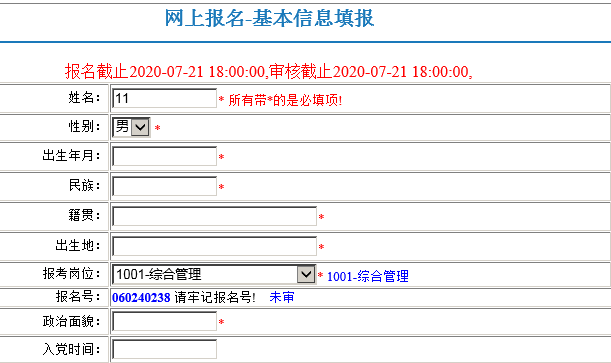 网上报名-基本信息填报
报名截止2020-07-21 18:00:00,审核截止2020-07-21 18:00:00,
姓名： 11 * 所有带*的是必填项!
性别： 男 *
出生年月： *
民族： *
籍贯： *
出生地： *
报考岗位： 1001-综合管理 * 1001-综合管理
报名号： 060240238 请牢记报名号! 未审
政治面貌： *
入党时间：